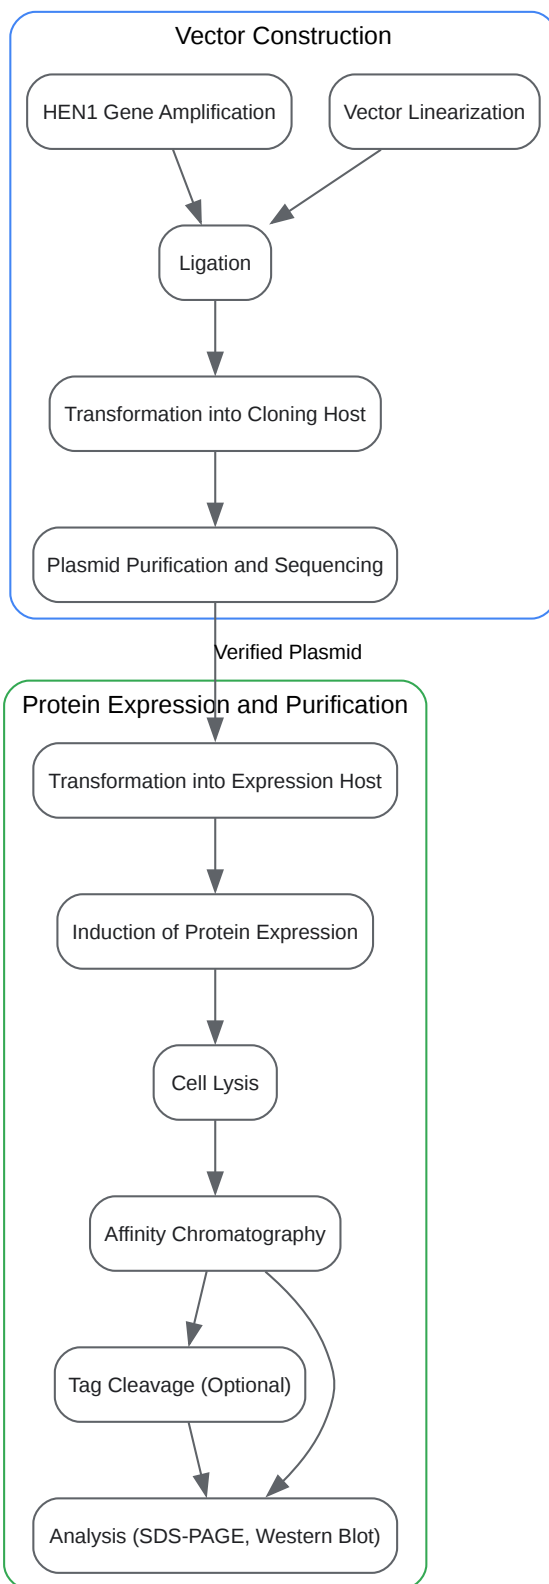 Vector Construction
HEN1 Gene Amplification
Vector Linearization
Ligation
Transformation into Cloning Host
Plasmid Purification and Sequencing
Verified Plasmid
Protein Expression and Purification
Transformation into Expression Host
Induction of Protein Expression
Cell Lysis
Affinity Chromatography
Tag Cleavage (Optional)
Analysis (SDS-PAGE, Western Blot)